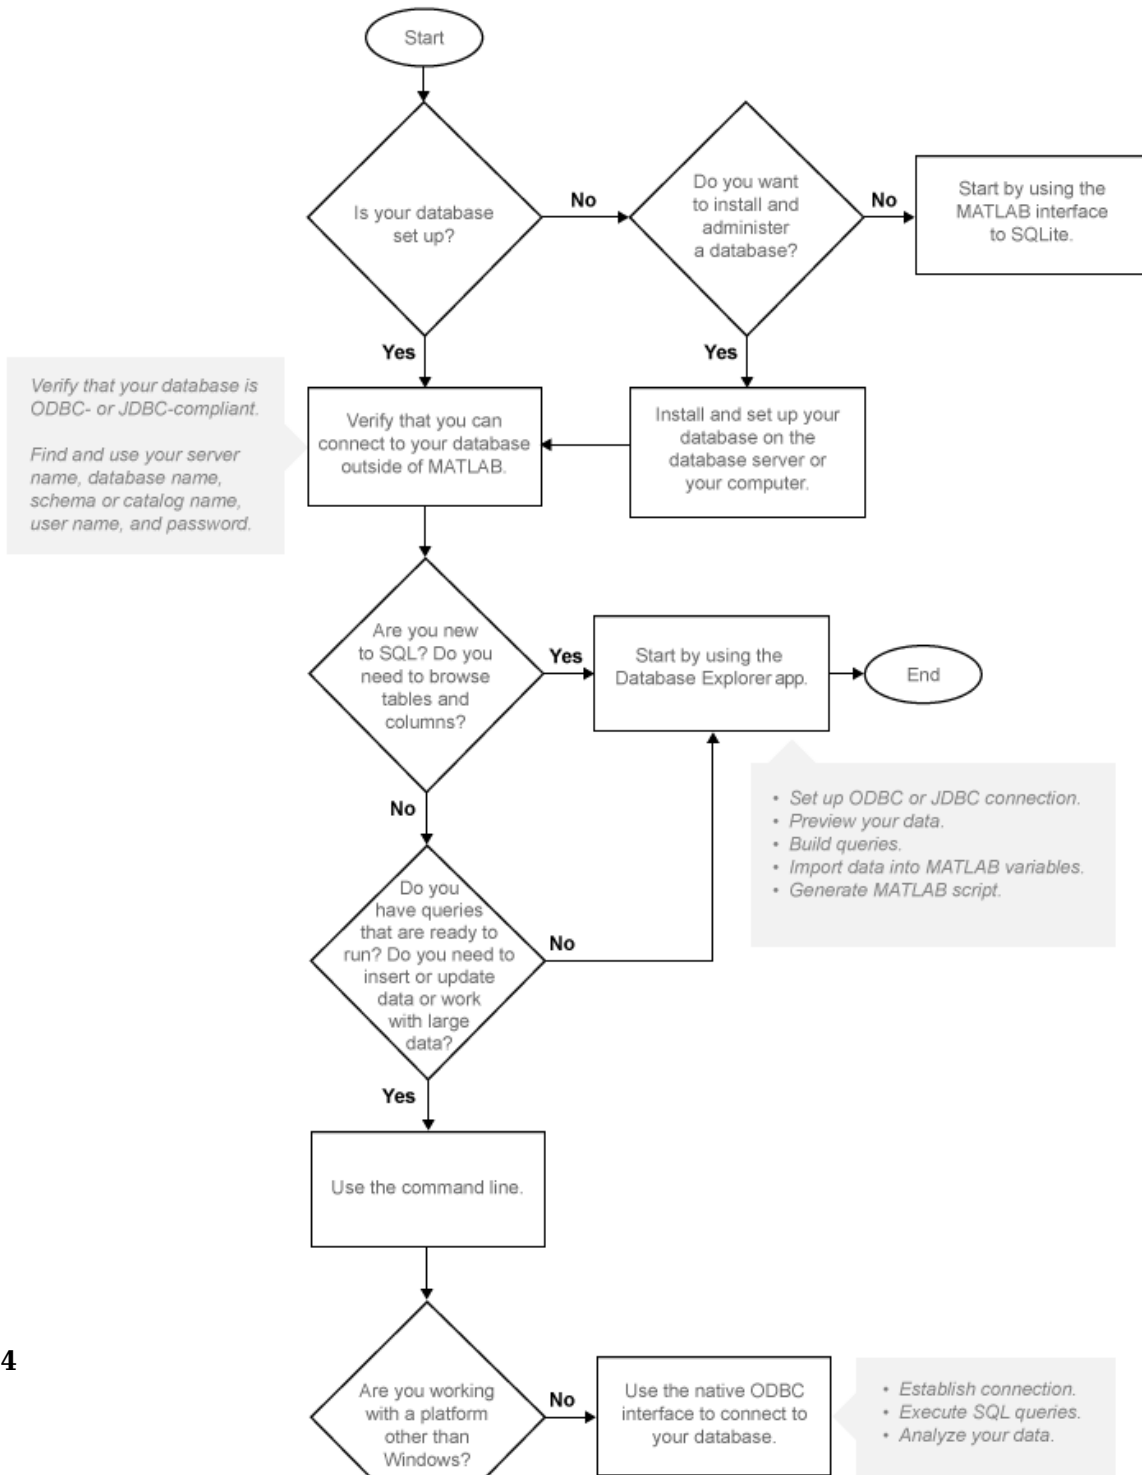 Start
Is your database
set up?
No
Do you want
to install and
administer
a database?
No
Start by using the
MATLAB interface
to SQLite.
Yes
Yes
Verify that your database is
ODBC- or JDBC-compliant.
Find and use your server
name, database name,
schema or catalog name,
user name, and password.
Verify that you can
connect to your database
outside of MATLAB.
Install and set up your
database on the
database server or
your computer.
Are you new
to SQL? Do you
need to browse
tables and
columns?
Yes
Start by using the
Database Explorer app.
End
• Set up ODBC or JDBC connection.
• Preview your data.
• Build queries.
• Import data into MATLAB variables.
• Generate MATLAB script.
No
Do you
have queries
that are ready to
run? Do you need to
insert or update
data or work
with large
data?
No
Yes
Use the command line.
4
Are you working
with a platform
other than
Windows?
No
Use the native ODBC
interface to connect to
your database.
• Establish connection.
• Execute SQL queries.
• Analyze your data.